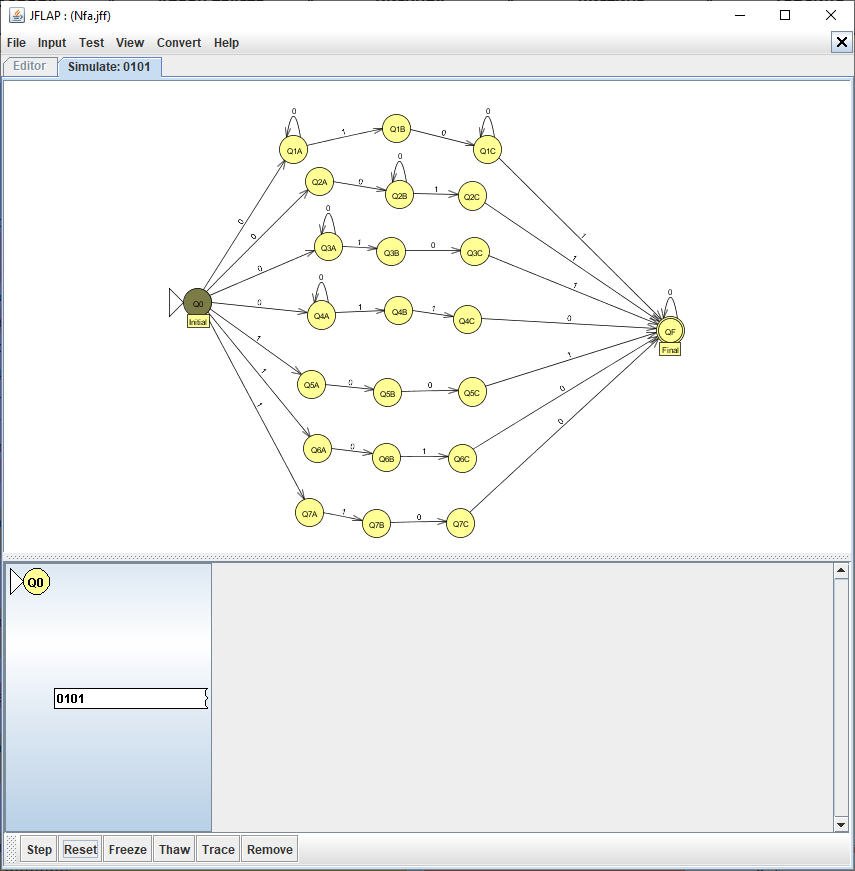 JFLAP : (Nfa.jff)
File Input Test View Convert Help
Editor Simulate: 0101
0 0
1 Q1B 0
Q1A Q1C
0
Q2A 0 Q2B 1 Q2C
0 0 1
0
Q3A 1 Q3B 0 Q3C
0 1
0 1
0 0
Q0 0 Q4A 1 Q4B 1 Q4C 0 QF
Initial Final
1 Q5A 0 Q5B 0 Q5C 1
1 0
1 0
Q6A 0 Q6B 1 Q6C
Q7A 1 Q7B 0 Q7C
Q0
0101
Step Reset Freeze Thaw Trace Remove